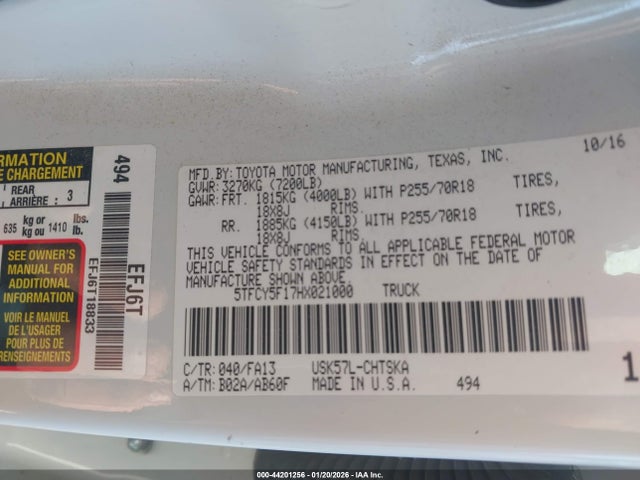 RMATION
E CHARGEMENT
REAR
ARRIÈRE : 3
635 kg or lbs.
kg ou 1410 lb.
SEE OWNER'S
MANUAL FOR
ADDITIONAL
INFORMATION
VOIR LE MANUEL
DE L'USAGER
POUR PLUS DE
RENSEIGNEMENTS
494
EFJ6T
EFJ6T18833
10/16
MFD.BY:TOYOTA MOTOR MANUFACTURING, TEXAS, INC.
GVWR: 3270KG (7200LB)
GAWR:FRT. 1815KG (4000LB) WITH P255/70R18 TIRES,
18X8J RIMS.
RR. 1885KG (4150LB) WITH P255/70R18 TIRES,
18X8J RIMS.
THIS VEHICLE CONFORMS TO ALL APPLICABLE FEDERAL MOTOR
VEHICLE SAFETY STANDARDS IN EFFECT ON THE DATE OF
MANUFACTURE SHOWN ABOVE.
5TFCY5F17HX021000 TRUCK
C/TR: 040/FA13 USK57L-CHTSKA
A/TM: B02A/AB60F MADE IN U.S.A. 494
1
000-44201256 - 01/20/2026 - IAA Inc.